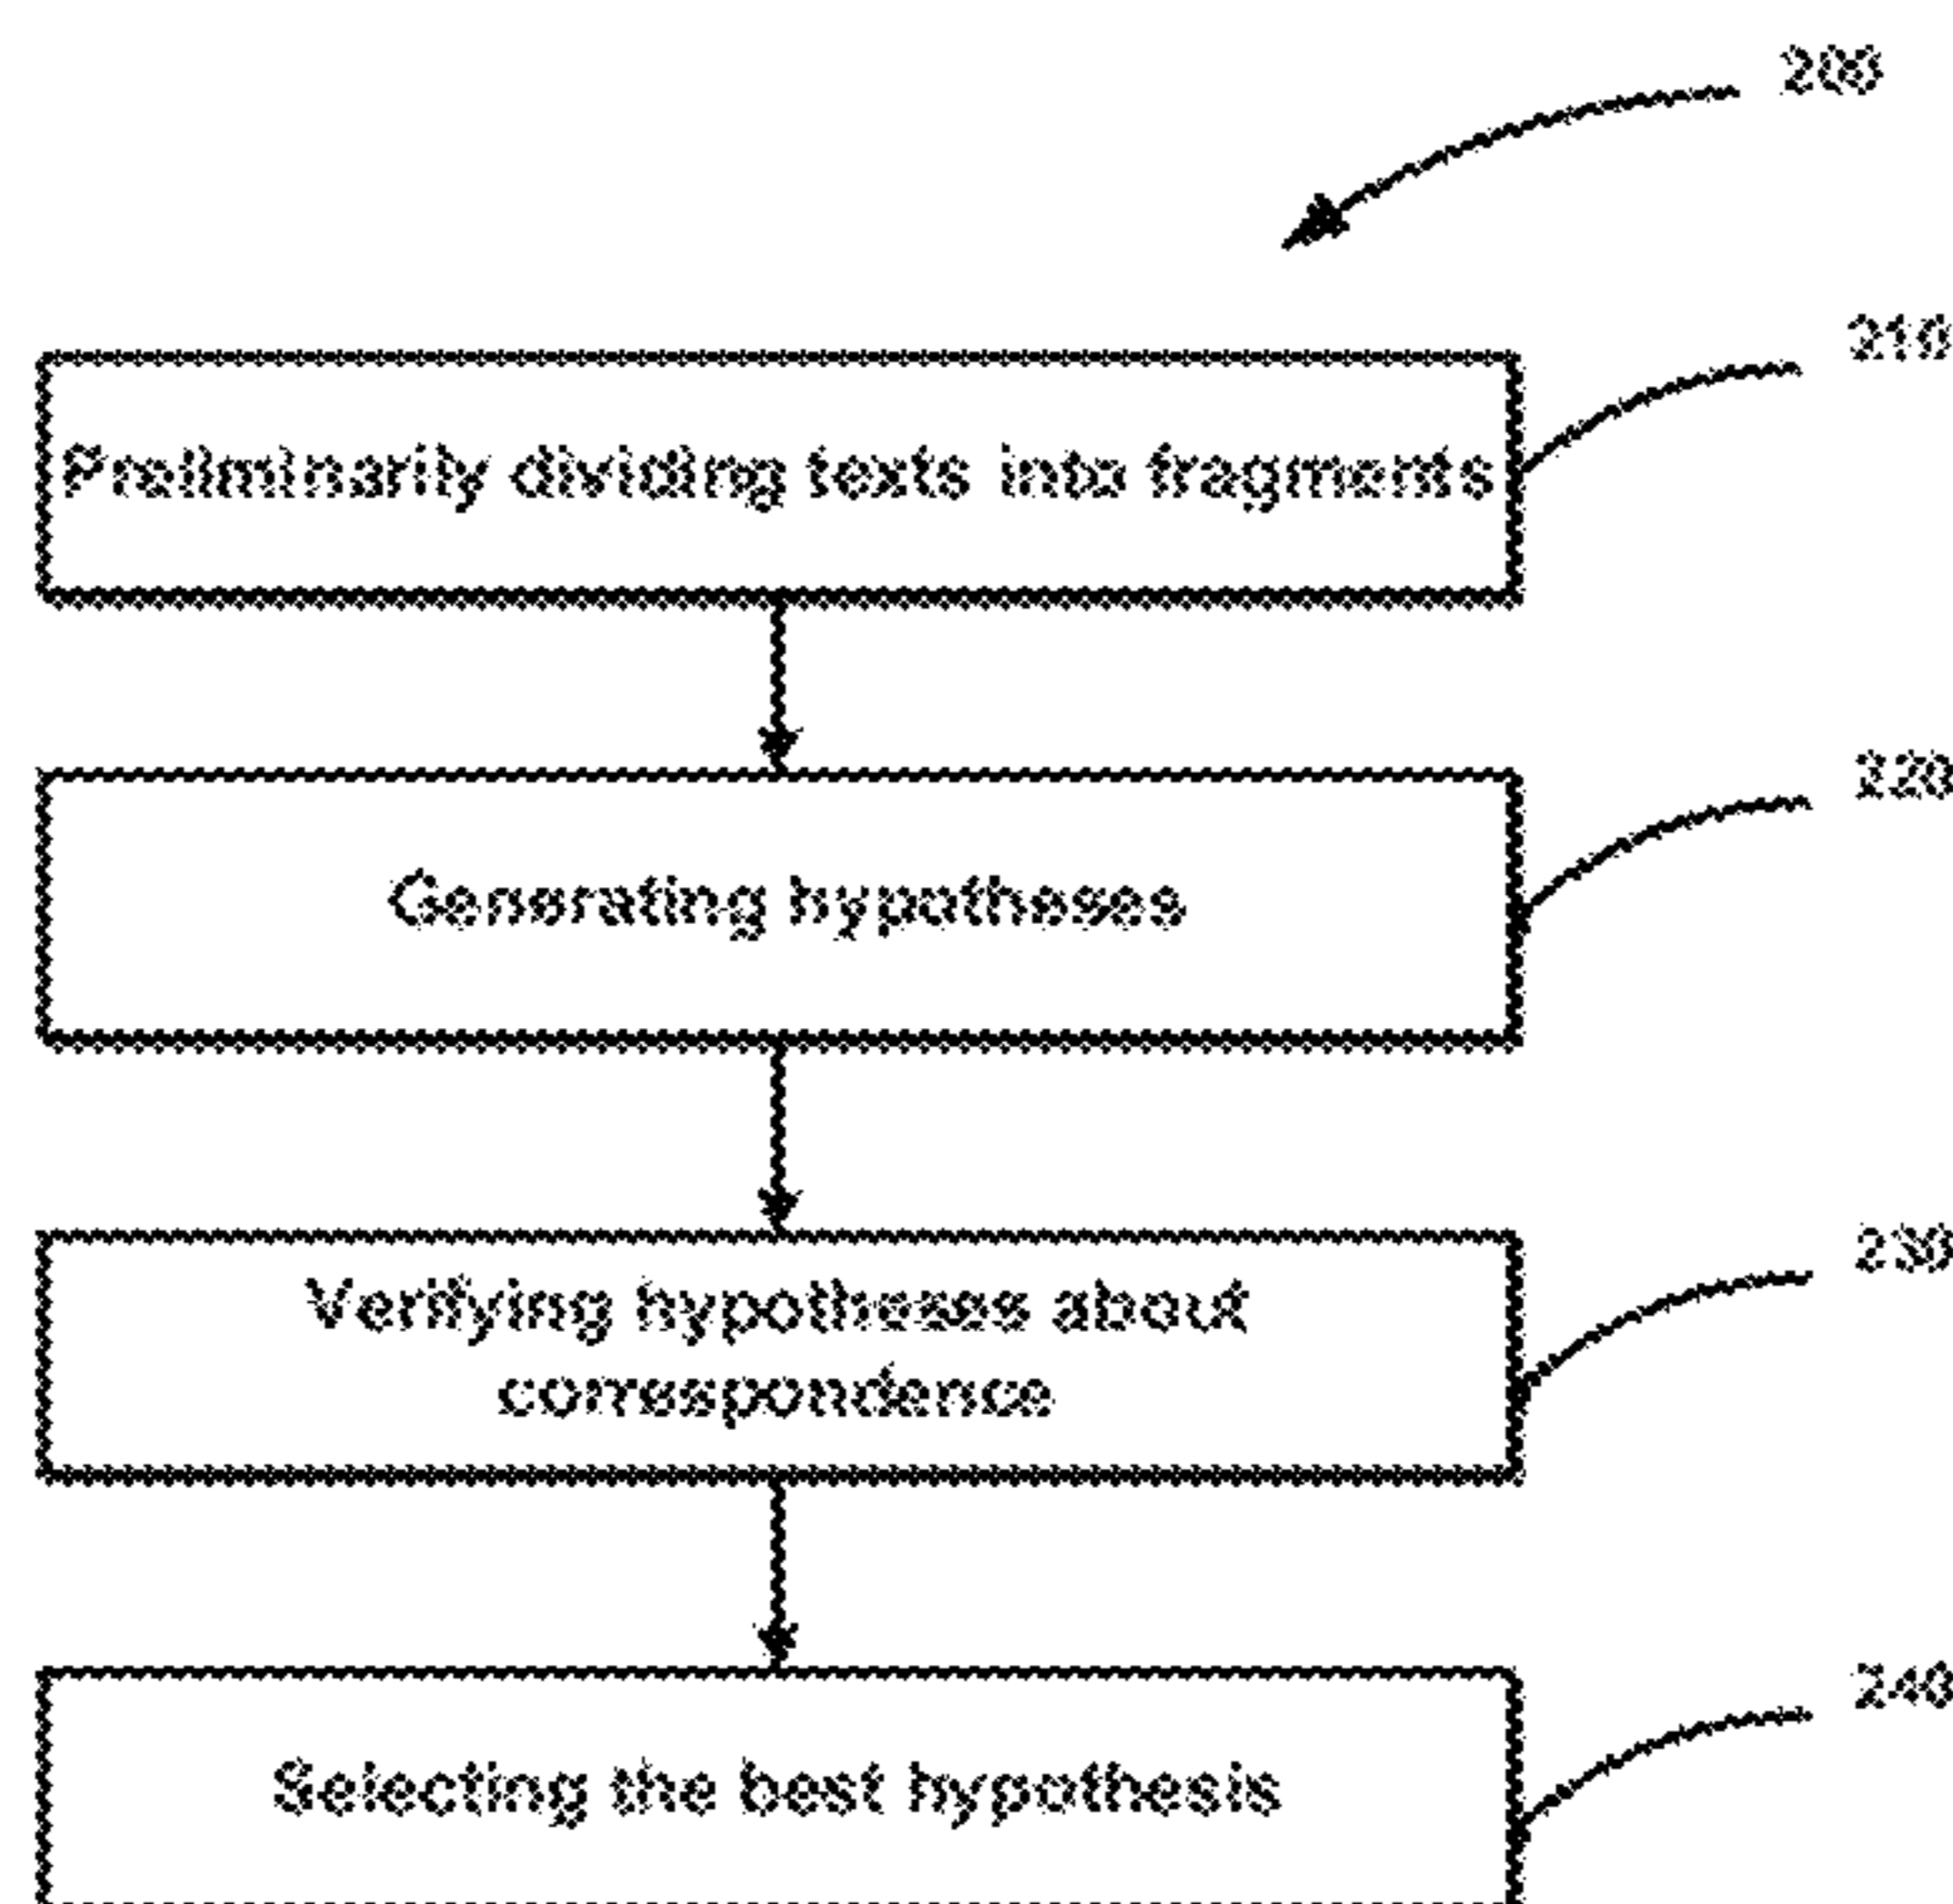 200
210
Preliminarily dividing texts into fragments
220
Generating hypotheses
230
Verifying hypotheses about
correspondence
240
Selecting the best hypothesis